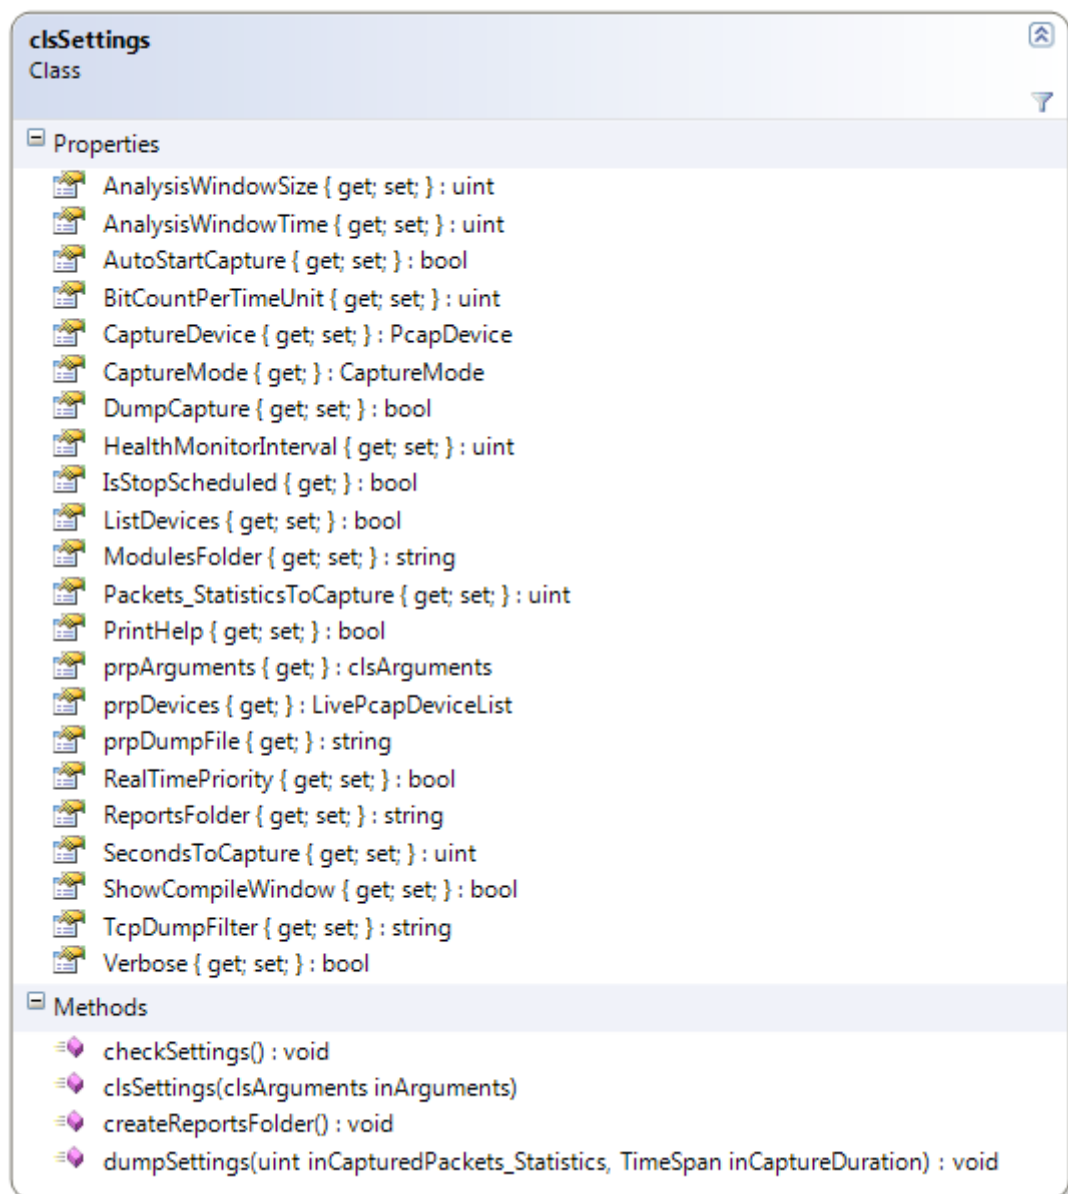 clsSettings
Class
Properties
AnalysisWindowSize { get; set; } : uint
AnalysisWindowTime { get; set; } : uint
AutoStartCapture { get; set; } : bool
BitCountPerTimeUnit { get; set; } : uint
CaptureDevice { get; set; } : PcapDevice
CaptureMode { get; } : CaptureMode
DumpCapture { get; set; } : bool
HealthMonitorInterval { get; set; } : uint
IsStopScheduled { get; } : bool
ListDevices { get; set; } : bool
ModulesFolder { get; set; } : string
Packets_StatisticsToCapture { get; set; } : uint
PrintHelp { get; set; } : bool
prpArguments { get; } : clsArguments
prpDevices { get; } : LivePcapDeviceList
prpDumpFile { get; } : string
RealTimePriority { get; set; } : bool
ReportsFolder { get; set; } : string
SecondsToCapture { get; set; } : uint
ShowCompileWindow { get; set; } : bool
TcpDumpFilter { get; set; } : string
Verbose { get; set; } : bool
Methods
checkSettings() : void
clsSettings(clsArguments inArguments)
createReportsFolder() : void
dumpSettings(uint inCapturedPackets_Statistics, TimeSpan inCaptureDuration) : void